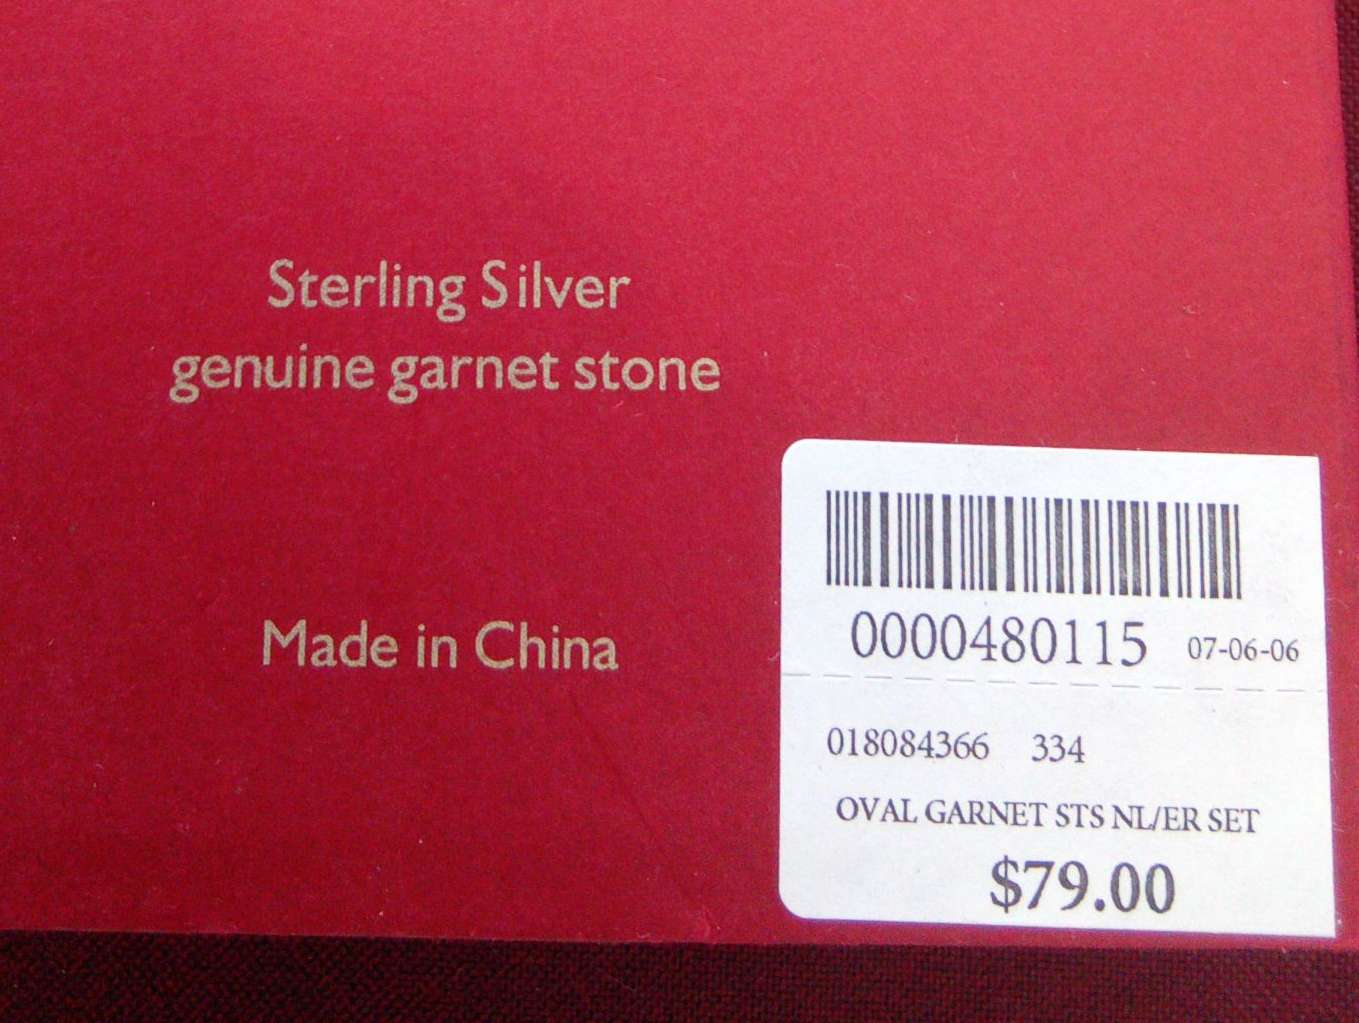 Sterling Silver
genuine garnet stone
Made in China
0000480115 07-06-06
018084366 334
OVAL GARNET STS NL/ER SET
$79.00